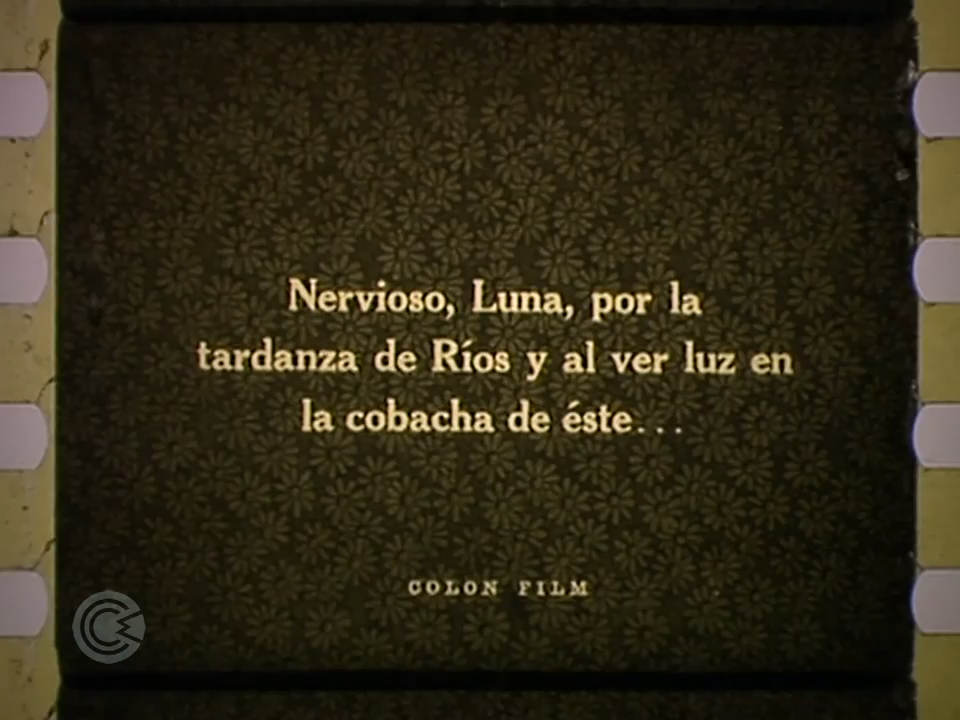 Nervioso, Luna, por la
tardanza de Ríos y al ver luz en
la cobacha de éste...
COLON FILM